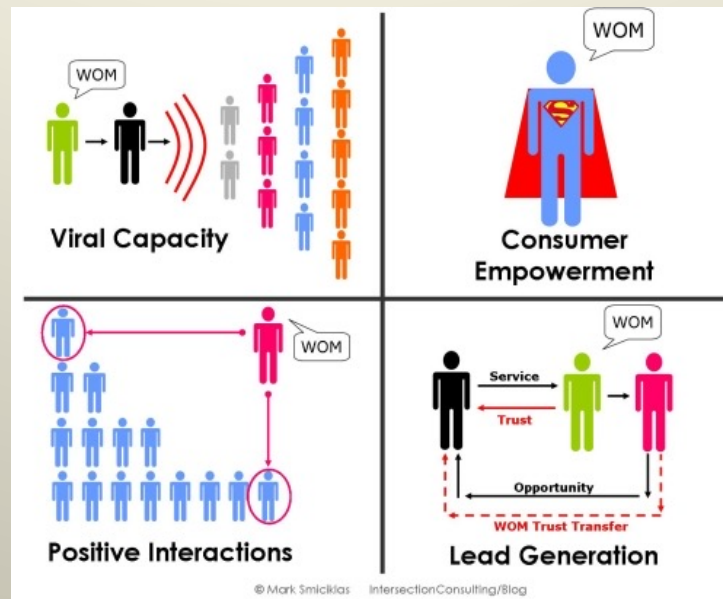 WOM
Viral Capacity
WOM
S
Consumer
Empowerment
WOM
Positive Interactions
WOM
Service
Trust
Opportunity
WOM Trust Transfer
Lead Generation
© Mark Smiciklas IntersectionConsulting/Blog